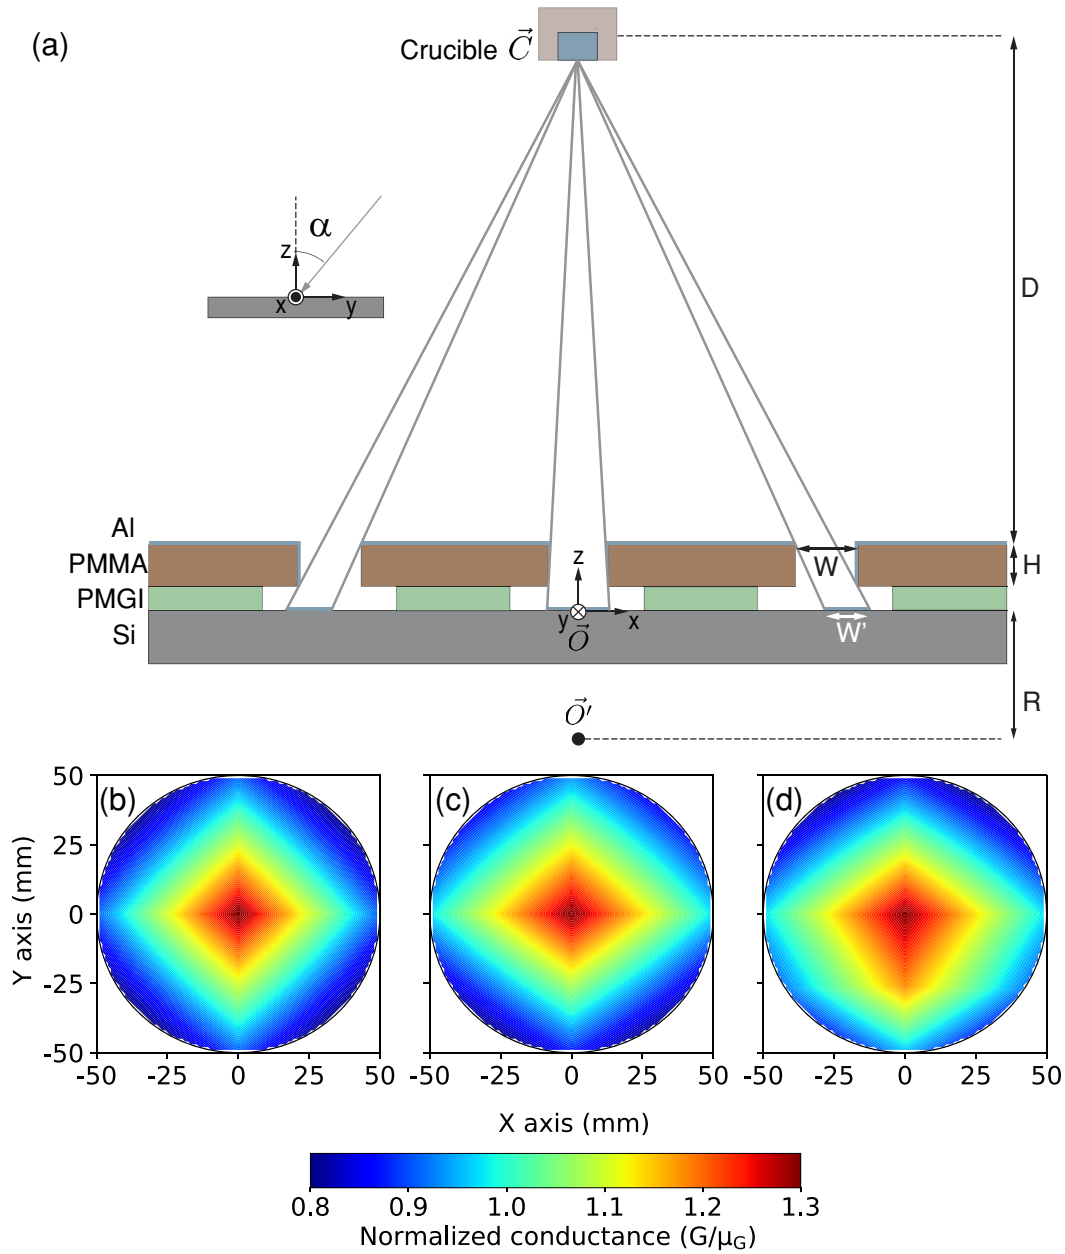 (a)
Crucible C⃗
α
z
x y
D
Al
PMMA
PMGI
Si
W
H
z
y x
O⃗
W'
R
O⃗'
(b) (c) (d)
50
25
0
-25
-50
Y axis (mm)
-50 -25 0 25 50 -50 -25 0 25 50 -50 -25 0 25 50
X axis (mm)
0.8 0.9 1.0 1.1 1.2 1.3
Normalized conductance (G/μ_G)